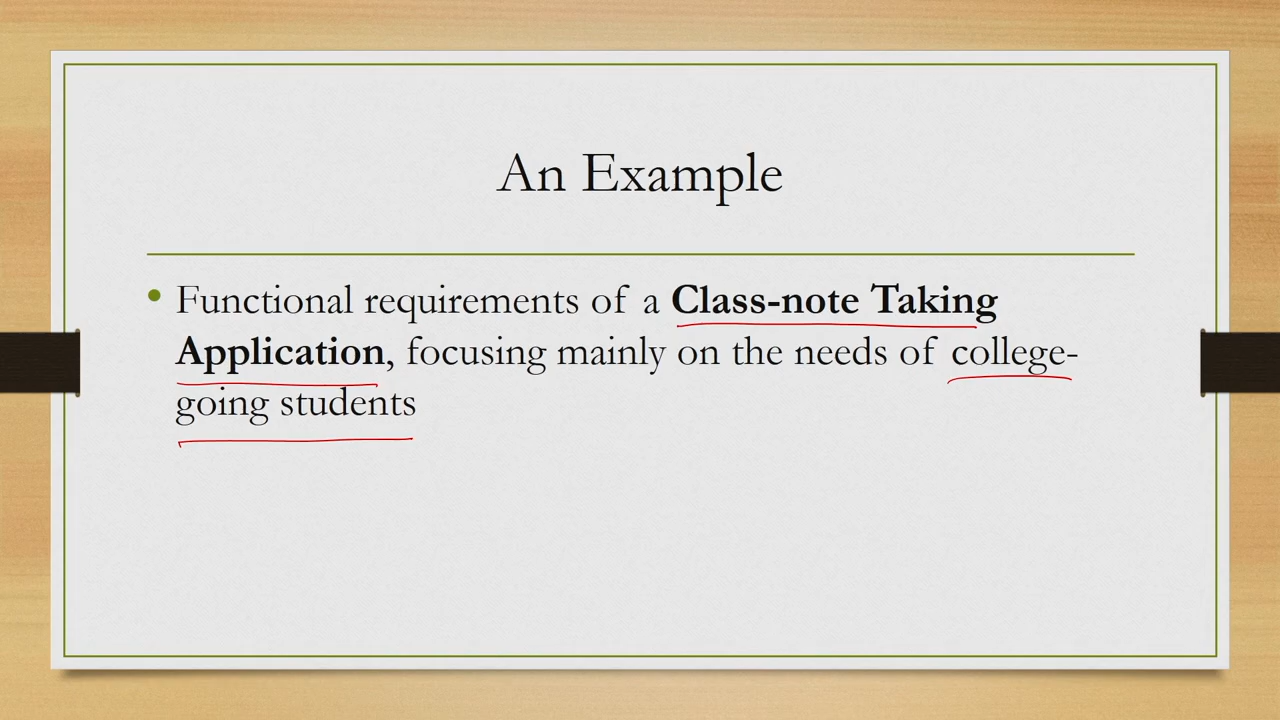 An Example
Functional requirements of a Class-note Taking
Application, focusing mainly on the needs of college-
going students